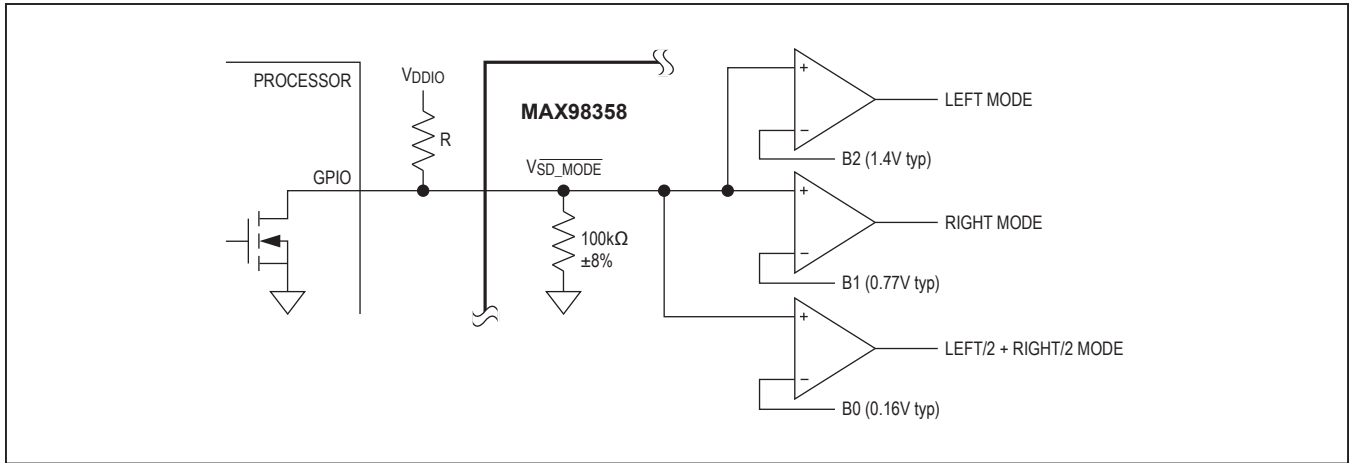 PROCESSOR
VDDIO
R
GPIO
MAX98358
VSD_MODE
100kΩ
±8%
+
−
LEFT MODE
B2 (1.4V typ)
+
−
RIGHT MODE
B1 (0.77V typ)
+
−
LEFT/2 + RIGHT/2 MODE
B0 (0.16V typ)